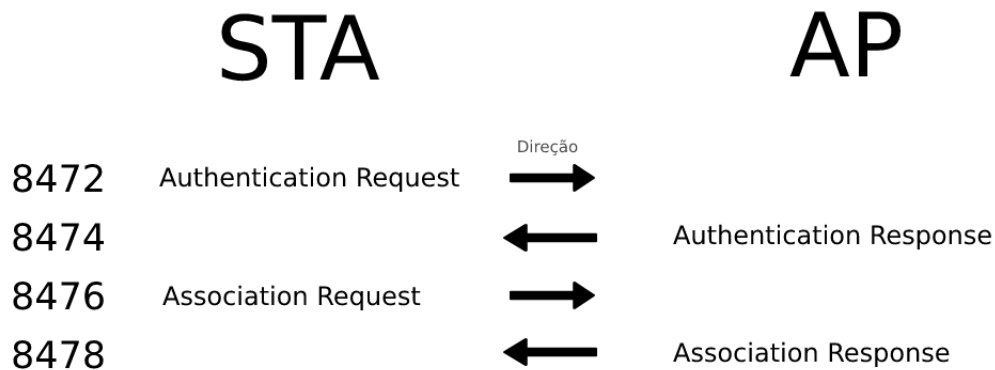 STA AP
Direção
8472 Authentication Request
8474 Authentication Response
8476 Association Request
8478 Association Response